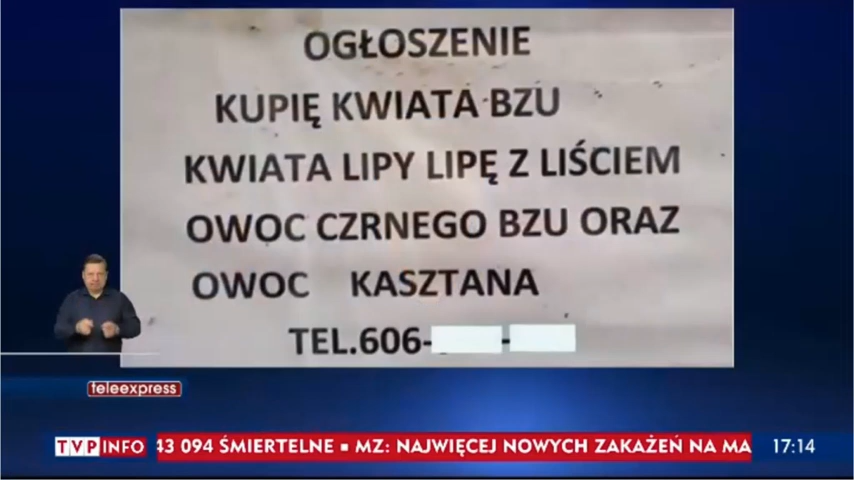 OGŁOSZENIE
KUPIĘ KWIATA BZU
KWIATA LIPY LIPĘ Z LIŚCIEM
OWOC CZRNEGO BZU ORAZ
OWOC KASZTANA
TEL.606- -
teleexpress
TVP INFO 43 094 ŚMIERTELNE ▪ MZ: NAJWIĘCEJ NOWYCH ZAKAŻEŃ NA MA 17:14